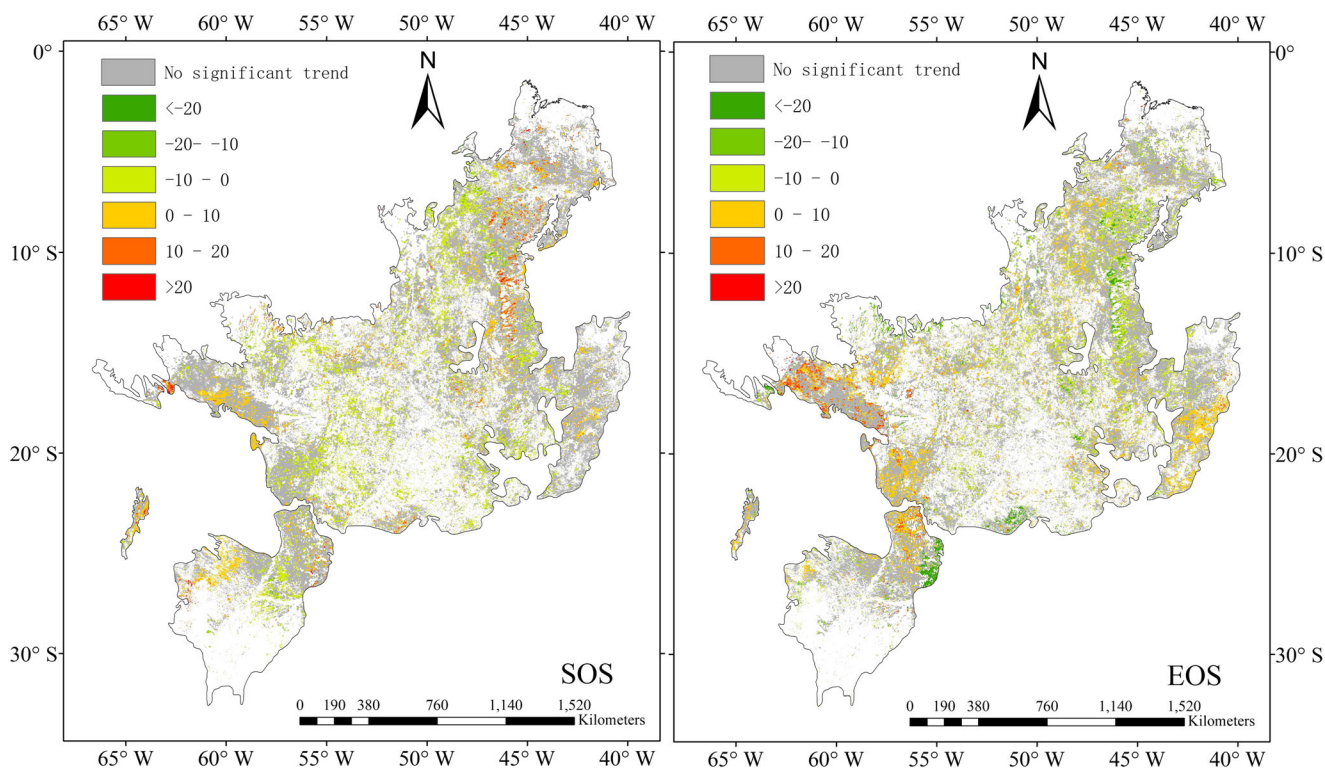 65° W 60° W 55° W 50° W 45° W 40° W
0°
10° S
20° S
30° S
N
No significant trend
<-20
-20- -10
-10 - 0
0 - 10
10 - 20
>20
SOS
0 190 380 760 1,140 1,520
Kilometers
65° W 60° W 55° W 50° W 45° W 40° W
65° W 60° W 55° W 50° W 45° W 40° W
0°
10° S
20° S
30° S
N
No significant trend
<-20
-20- -10
-10 - 0
0 - 10
10 - 20
>20
EOS
0 190 380 760 1,140 1,520
Kilometers
65° W 60° W 55° W 50° W 45° W 40° W